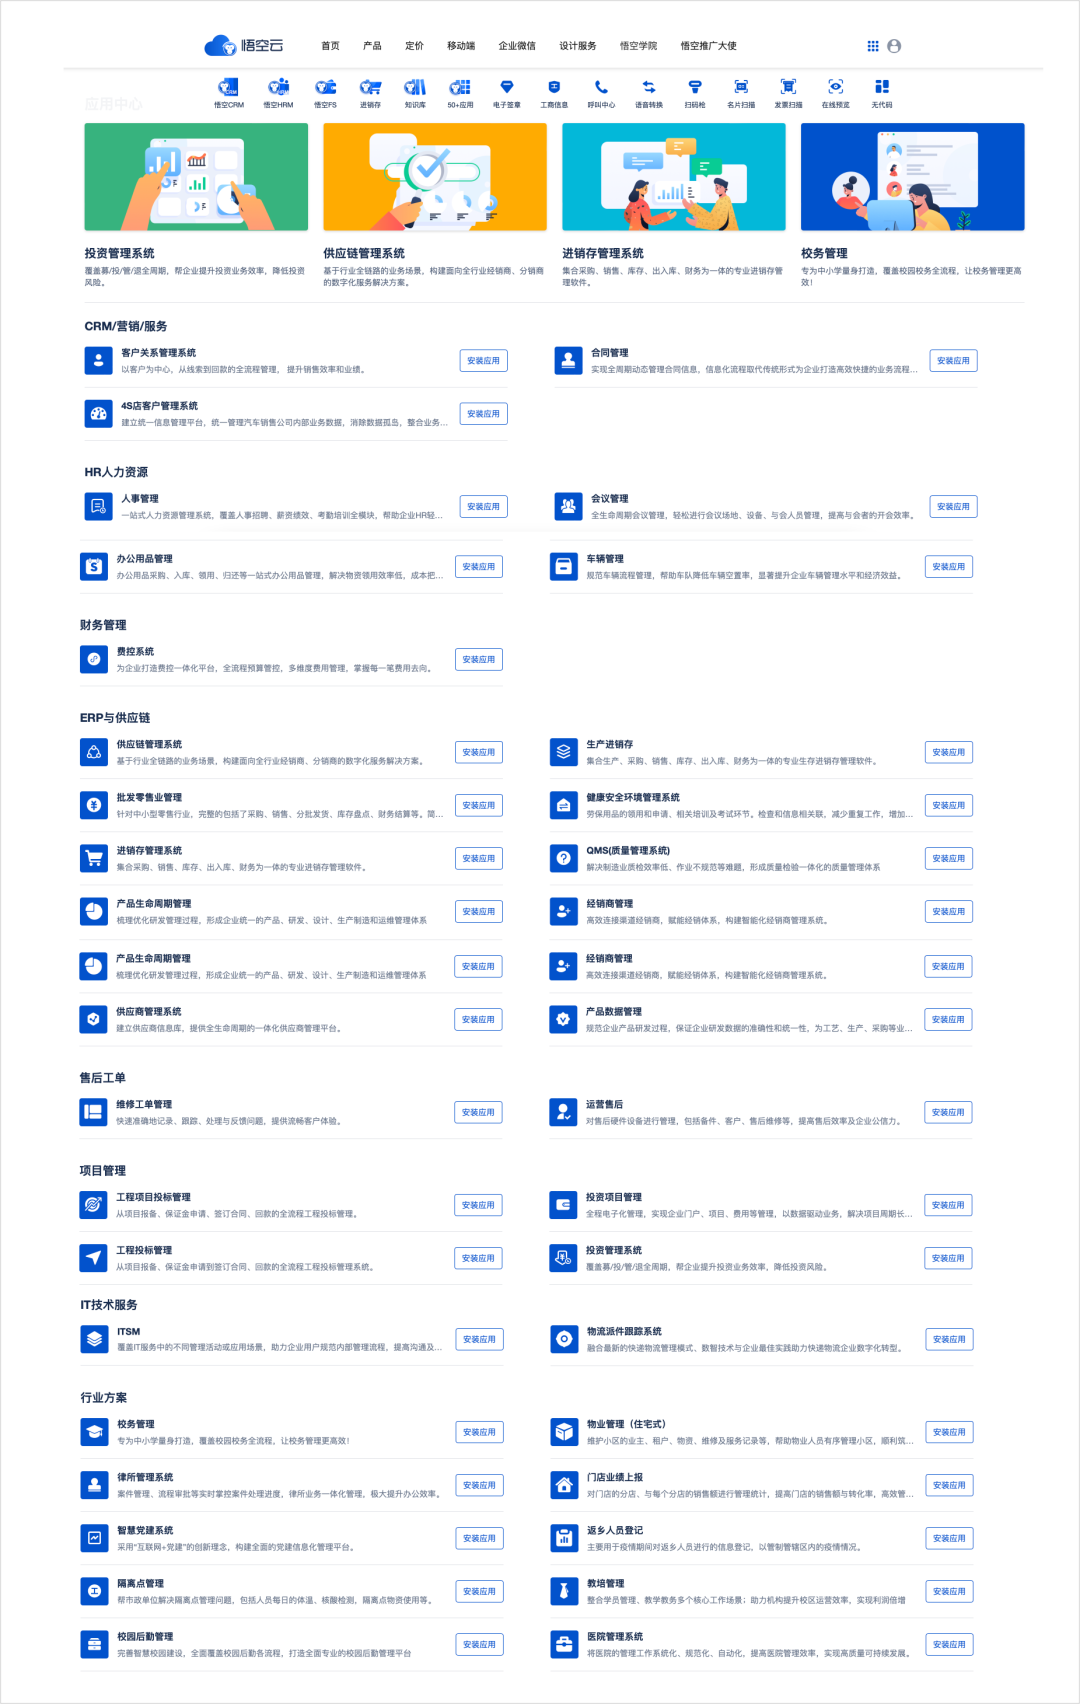 悟空云
首页 产品 定价 移动端 企业微信 设计服务 悟空学院 悟空推广大使
应用中心
悟空CRM 悟空HRM 悟空FS 进销存 知识库 50+应用 电子签章 工商信息 呼叫中心 语音转换 扫码枪 名片扫描 发票扫描 在线预览 无代码
投资管理系统
覆盖募/投/管/退全周期，帮企业提升投资业务效率，降低投资
风险。
供应链管理系统
基于行业全链路的业务场景，构建面向全行业经销商、分销商
的数字化服务解决方案。
进销存管理系统
集合采购、销售、库存、出入库、财务为一体的专业进销存管
理软件。
校务管理
专为中小学量身打造，覆盖校园校务全流程，让校务管理更高
效！
CRM/营销/服务
客户关系管理系统
以客户为中心，从线索到回款的全流程管理， 提升销售效率和业绩。
安装应用
合同管理
实现全周期动态管理合同信息，信息化流程取代传统形式为企业打造高效快捷的业务流程...
安装应用
4S店客户管理系统
建立统一信息管理平台，统一管理汽车销售公司内部业务数据，消除数据孤岛，整合业务...
安装应用
HR人力资源
人事管理
一站式人力资源管理系统，覆盖人事招聘、薪资绩效、考勤培训全模块，帮助企业HR轻...
安装应用
会议管理
全生命周期会议管理，轻松进行会议场地、设备、与会人员管理，提高与会者的开会效率。
安装应用
办公用品管理
办公用品采购、入库、领用、归还等一站式办公用品管理，解决物资领用效率低，成本把...
安装应用
车辆管理
规范车辆流程管理，帮助车队降低车辆空置率，显著提升企业车辆管理水平和经济效益。
安装应用
财务管理
费控系统
为企业打造费控一体化平台，全流程预算管控，多维度费用管理，掌握每一笔费用去向。
安装应用
ERP与供应链
供应链管理系统
基于行业全链路的业务场景，构建面向全行业经销商、分销商的数字化服务解决方案。
安装应用
生产进销存
集合生产、采购、销售、库存、出入库、财务为一体的专业生存进销存管理软件。
安装应用
批发零售业管理
针对中小型零售行业，完整的包括了采购、销售、分批发货、库存盘点、财务结算等。简...
安装应用
健康安全环境管理系统
劳保用品的领用和申请、相关培训及考试环节。检查和信息相关联，减少重复工作，增加...
安装应用
进销存管理系统
集合采购、销售、库存、出入库、财务为一体的专业进销存管理软件。
安装应用
QMS(质量管理系统)
解决制造业质检效率低、作业不规范等难题，形成质量检验一体化的质量管理体系
安装应用
产品生命周期管理
梳理优化研发管理过程，形成企业统一的产品、研发、设计、生产制造和运维管理体系
安装应用
经销商管理
高效连接渠道经销商，赋能经销体系，构建智能化经销商管理系统。
安装应用
产品生命周期管理
梳理优化研发管理过程，形成企业统一的产品、研发、设计、生产制造和运维管理体系
安装应用
经销商管理
高效连接渠道经销商，赋能经销体系，构建智能化经销商管理系统。
安装应用
供应商管理系统
建立供应商信息库，提供全生命周期的一体化供应商管理平台。
安装应用
产品数据管理
规范企业产品研发过程，保证企业研发数据的准确性和统一性，为工艺、生产、采购等业...
安装应用
售后工单
维修工单管理
快速准确地记录、跟踪、处理与反馈问题，提供流畅客户体验。
安装应用
运营售后
对售后硬件设备进行管理，包括备件、客户、售后维修等，提高售后效率及企业公信力。
安装应用
项目管理
工程项目投标管理
从项目报备、保证金申请、签订合同、回款的全流程工程投标管理。
安装应用
投资项目管理
全程电子化管理，实现企业门户、项目、费用等管理，以数据驱动业务，解决项目周期长...
安装应用
工程投标管理
从项目报备、保证金申请到签订合同、回款的全流程工程投标管理系统。
安装应用
投资管理系统
覆盖募/投/管/退全周期，帮企业提升投资业务效率，降低投资风险。
安装应用
IT技术服务
ITSM
覆盖IT服务中的不同管理活动或应用场景，助力企业用户规范内部管理流程，提高沟通及...
安装应用
物流派件跟踪系统
融合最新的快递物流管理模式、数智技术与企业最佳实践助力快递物流企业数字化转型。
安装应用
行业方案
校务管理
专为中小学量身打造，覆盖校园校务全流程，让校务管理更高效！
安装应用
物业管理（住宅式）
维护小区的业主、租户、物资、维修及服务记录等，帮助物业人员有序管理小区，顺利筑...
安装应用
律所管理系统
案件管理、流程审批等实时掌控案件处理进度，律所业务一体化管理，极大提升办公效率。
安装应用
门店业绩上报
对门店的分店、与每个分店的销售额进行管理统计，提高门店的销售额与转化率，高效管...
安装应用
智慧党建系统
采用“互联网+党建”的创新理念，构建全面的党建信息化管理平台。
安装应用
返乡人员登记
主要用于疫情期间对返乡人员进行的信息登记，以管制管辖区内的疫情情况。
安装应用
隔离点管理
帮市政单位解决隔离点管理问题，包括人员每日的体温、核酸检测，隔离点物资使用等。
安装应用
教培管理
整合学员管理、教学教务多个核心工作场景；助力机构提升校区运营效率，实现利润倍增
安装应用
校园后勤管理
完善智慧校园建设，全面覆盖校园后勤各流程，打造全面专业的校园后勤管理平台
安装应用
医院管理系统
将医院的管理工作系统化、规范化、自动化，提高医院管理效率，实现高质量可持续发展。
安装应用